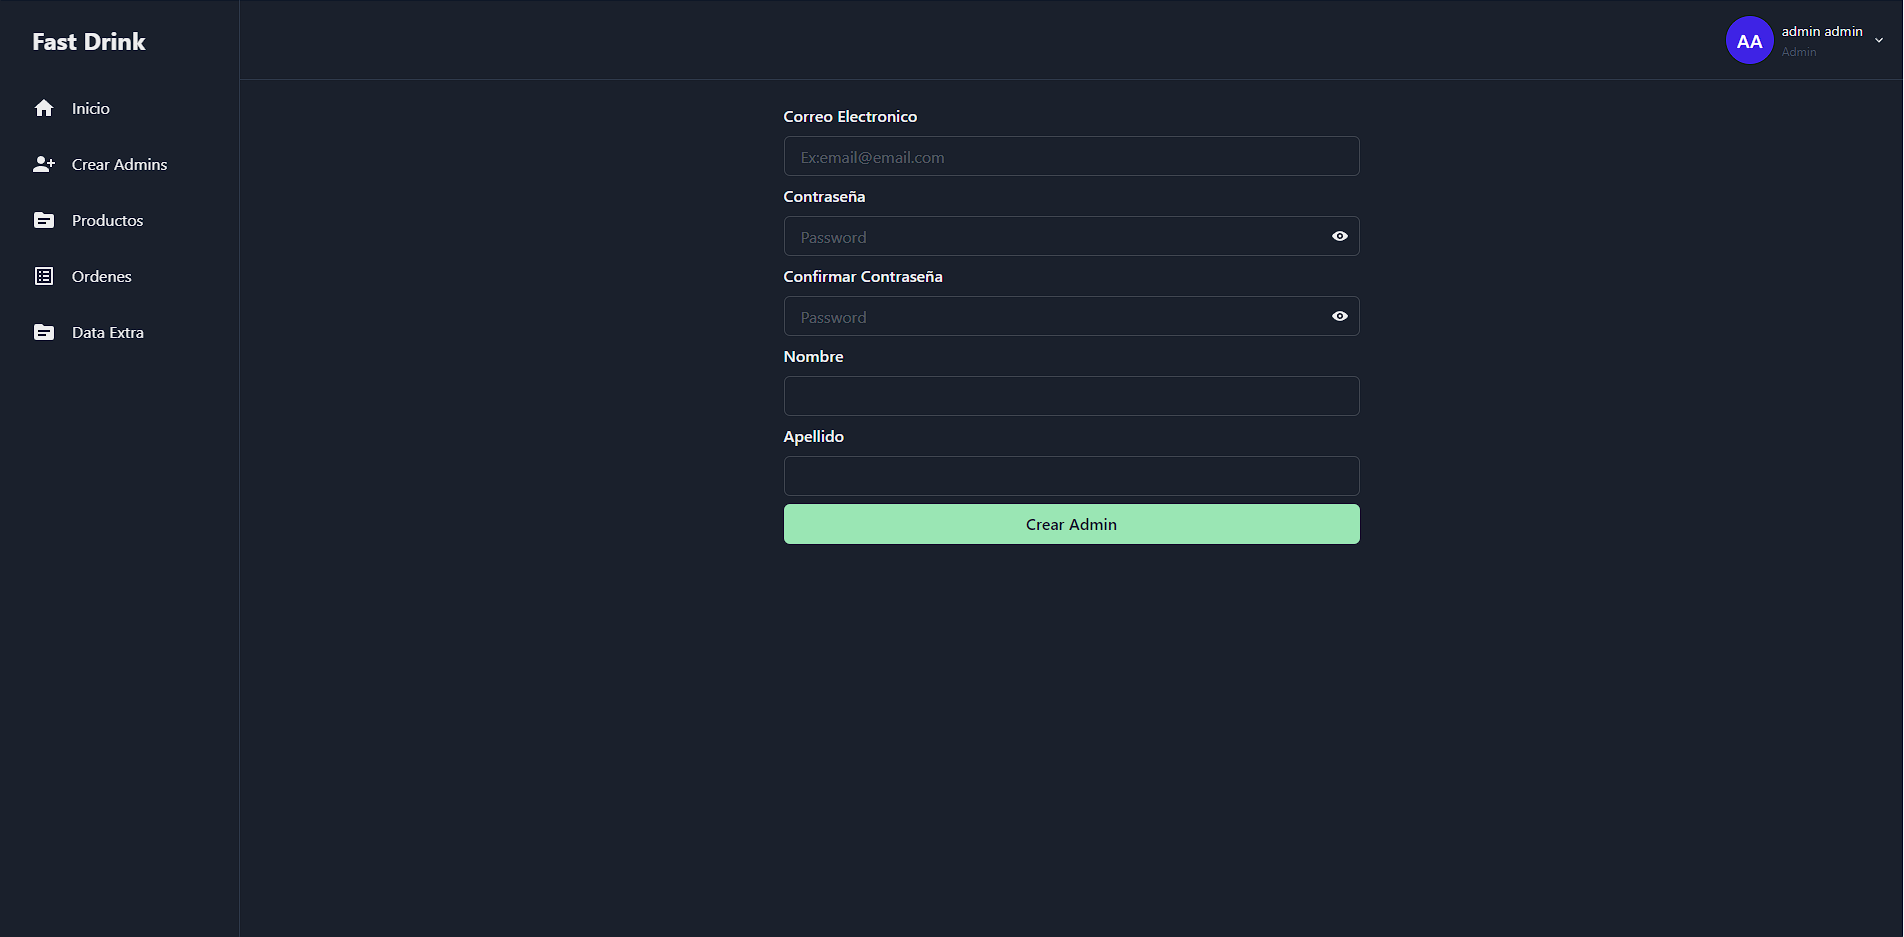 Fast Drink
Inicio
Crear Admins
Productos
Ordenes
Data Extra
AA
admin admin
Admin
Correo Electronico
Ex:email@email.com
Contraseña
Password
Confirmar Contraseña
Password
Nombre
Apellido
Crear Admin